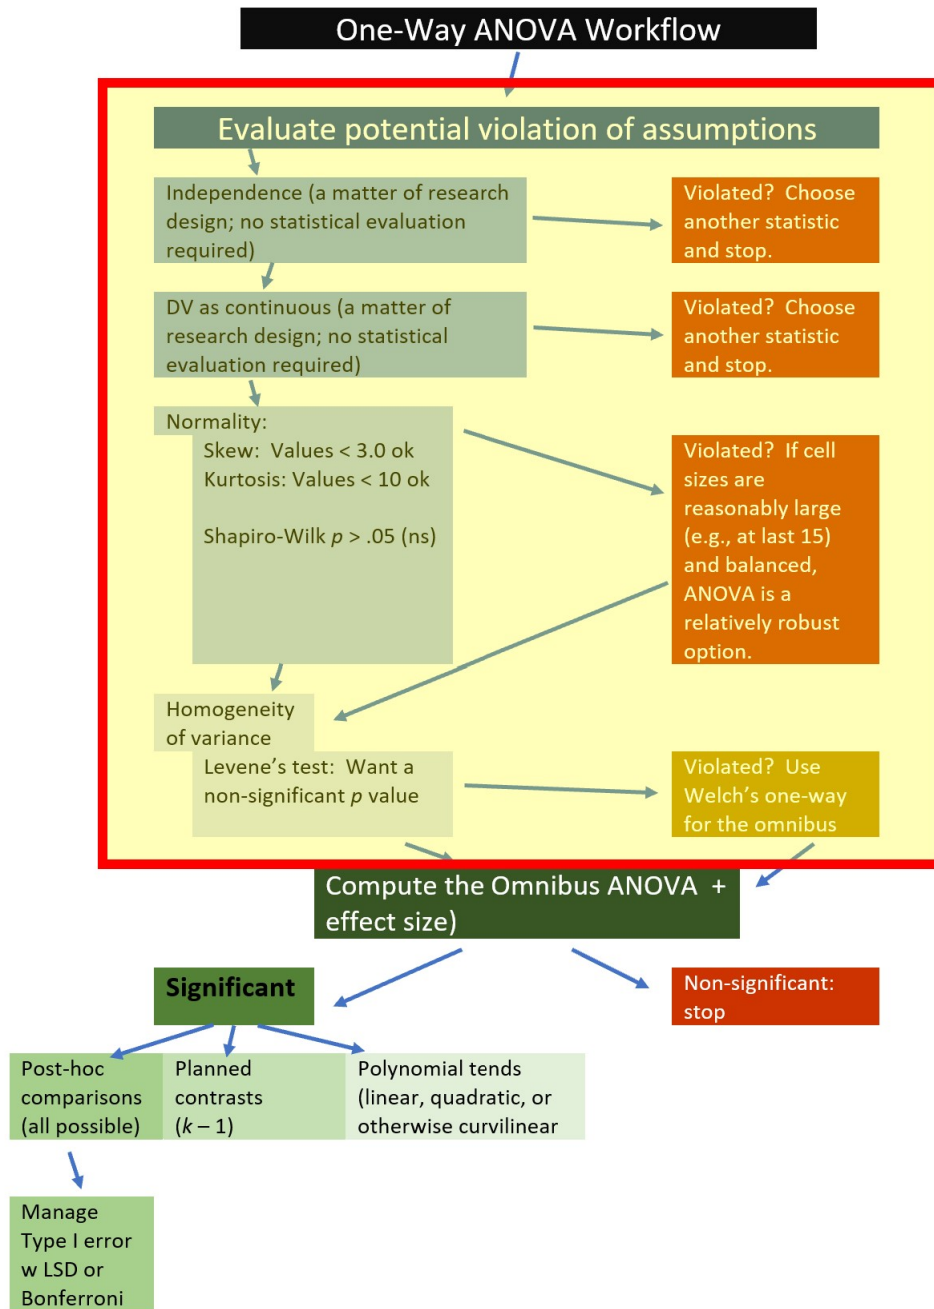 One-Way ANOVA Workflow
Evaluate potential violation of assumptions
Independence (a matter of research
design; no statistical evaluation
required)
Violated?  Choose
another statistic
and stop.
DV as continuous (a matter of
research design; no statistical
evaluation required)
Violated?  Choose
another statistic
and stop.
Normality:
Skew:  Values < 3.0 ok
Kurtosis: Values < 10 ok
Shapiro-Wilk p > .05 (ns)
Violated?  If cell
sizes are
reasonably large
(e.g., at last 15)
and balanced,
ANOVA is a
relatively robust
option.
Homogeneity
of variance
Levene’s test:  Want a
non-significant p value
Violated?  Use
Welch’s one-way
for the omnibus
Compute the Omnibus ANOVA  +
effect size)
Significant
Non-significant:
stop
Post-hoc
comparisons
(all possible)
Planned
contrasts
(k – 1)
Polynomial tends
(linear, quadratic, or
otherwise curvilinear
Manage
Type I error
w LSD or
Bonferroni